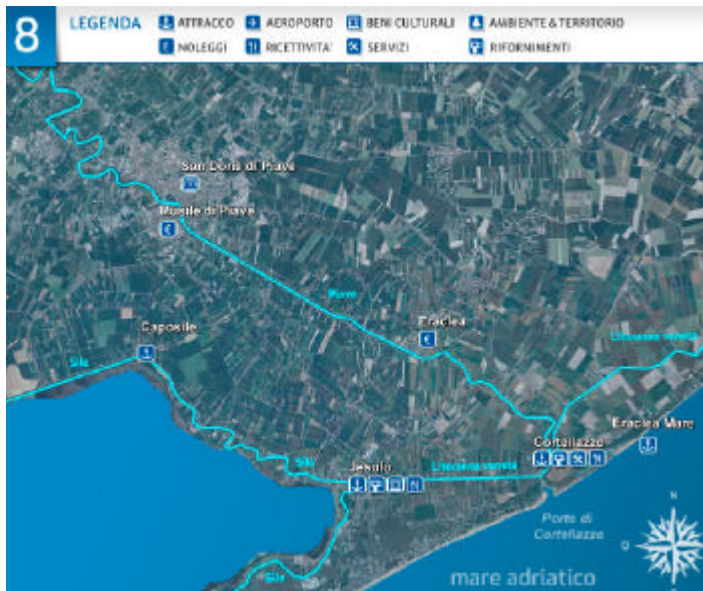 8
LEGENDA
ATTRACCO
AEROPORTO
BENI CULTURALI
AMBIENTE & TERRITORIO
NOLEGGI
RICETTIVITA'
SERVIZI
RIFORNIMENTI
San Donà di Piave
Musile di Piave
Piave
Eraclea
Litoranea veneta
Caposile
Sile
Eraclea Mare
Cortellazzo
Sile
Jesolo
Litoranea veneta
Porto di
Cortellazzo
N
O
Sile
mare adriatico